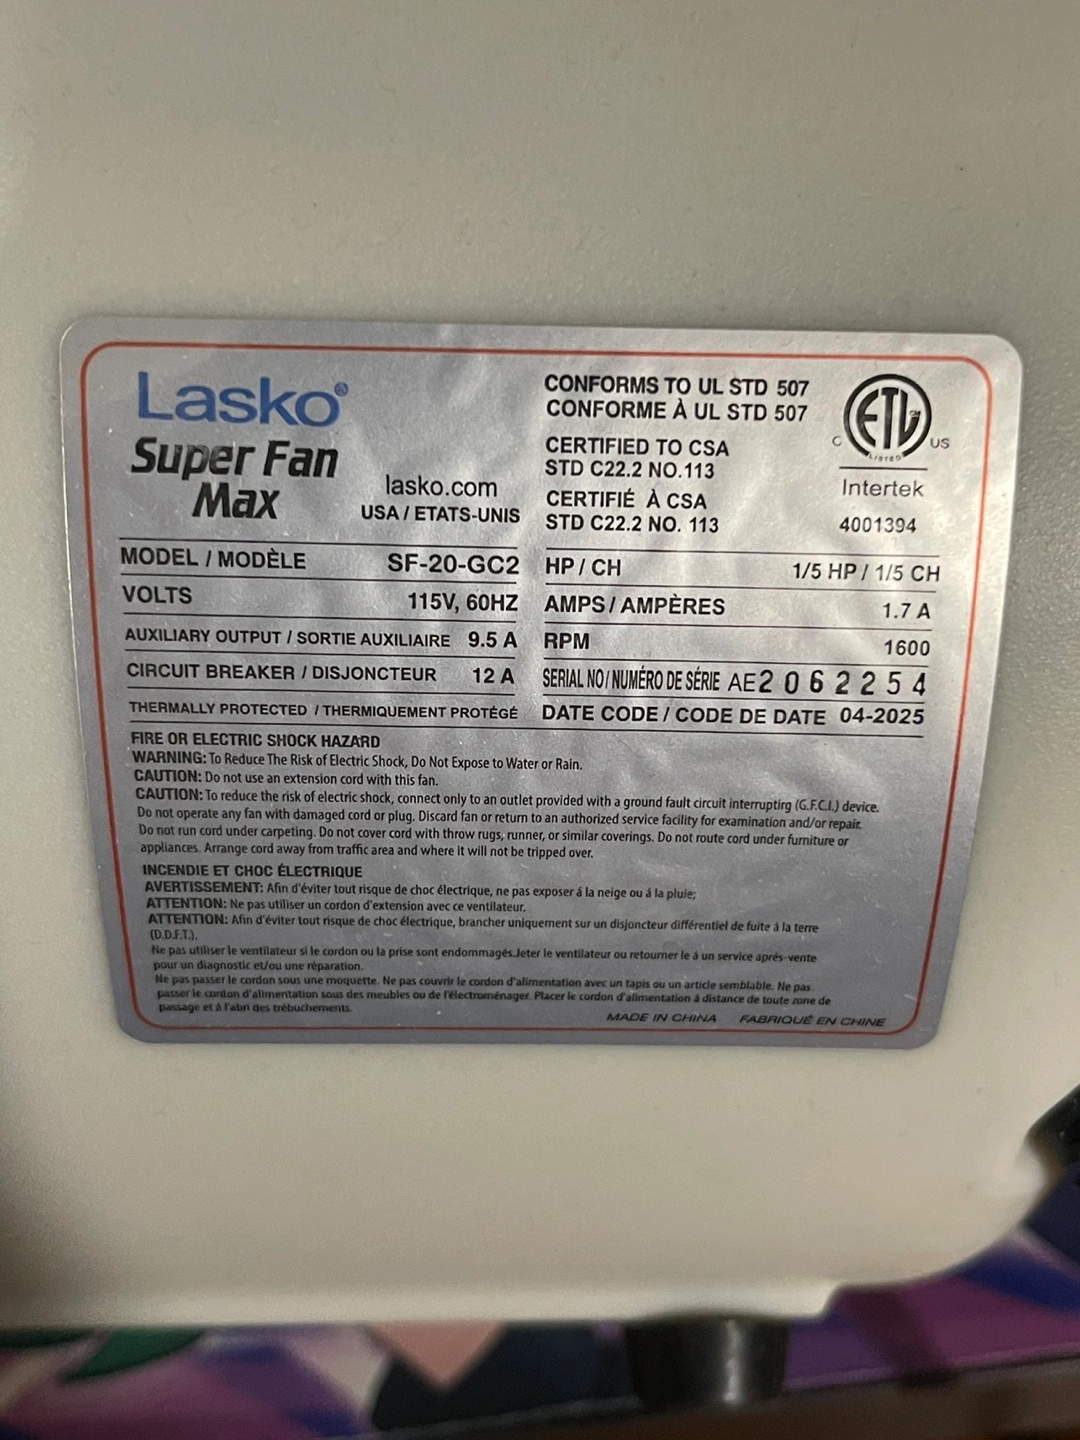 Lasko®
Super Fan
Max
lasko.com
USA / ETATS-UNIS
CONFORMS TO UL STD 507
CONFORME À UL STD 507
CERTIFIED TO CSA
STD C22.2 NO.113
CERTIFIÉ À CSA
STD C22.2 NO. 113
ETL
C US
LISTED
Intertek
4001394
MODEL / MODÈLE SF-20-GC2
VOLTS 115V, 60HZ
AUXILIARY OUTPUT / SORTIE AUXILIAIRE 9.5 A
CIRCUIT BREAKER / DISJONCTEUR 12 A
THERMALLY PROTECTED / THERMIQUEMENT PROTÉGÉ
HP / CH 1/5 HP / 1/5 CH
AMPS / AMPÈRES 1.7 A
RPM 1600
SERIAL NO/ NUMÉRO DE SÉRIE AE2062254
DATE CODE / CODE DE DATE 04-2025
FIRE OR ELECTRIC SHOCK HAZARD
WARNING: To Reduce The Risk of Electric Shock, Do Not Expose to Water or Rain.
CAUTION: Do not use an extension cord with this fan.
CAUTION: To reduce the risk of electric shock, connect only to an outlet provided with a ground fault circuit interrupting (G.F.C.I.) device.
Do not operate any fan with damaged cord or plug. Discard fan or return to an authorized service facility for examination and/or repair.
Do not run cord under carpeting. Do not cover cord with throw rugs, runner, or similar coverings. Do not route cord under furniture or
appliances. Arrange cord away from traffic area and where it will not be tripped over.
INCENDIE ET CHOC ÉLECTRIQUE
AVERTISSEMENT: Afin d'éviter tout risque de choc électrique, ne pas exposer á la neige ou á la pluie;
ATTENTION: Ne pas utiliser un cordon d'extension avec ce ventilateur.
ATTENTION: Afin d'éviter tout risque de choc électrique, brancher uniquement sur un disjoncteur différentiel de fuite á la terre
(D.D.F.T.).
Ne pas utiliser le ventilateur si le cordon ou la prise sont endommagés.Jeter le ventilateur ou retourner le á un service aprés-vente
pour un diagnostic et/ou une réparation.
Ne pas passer le cordon sous une moquette. Ne pas couvrir le cordon d'alimentation avec un tapis ou un article semblable. Ne pas
passer le cordon d'alimentation sous des meubles ou de l'électroménager. Placer le cordon d'alimentation á distance de toute zone de
passage et á l'abri des trébuchements.
MADE IN CHINA FABRIQUÉ EN CHINE